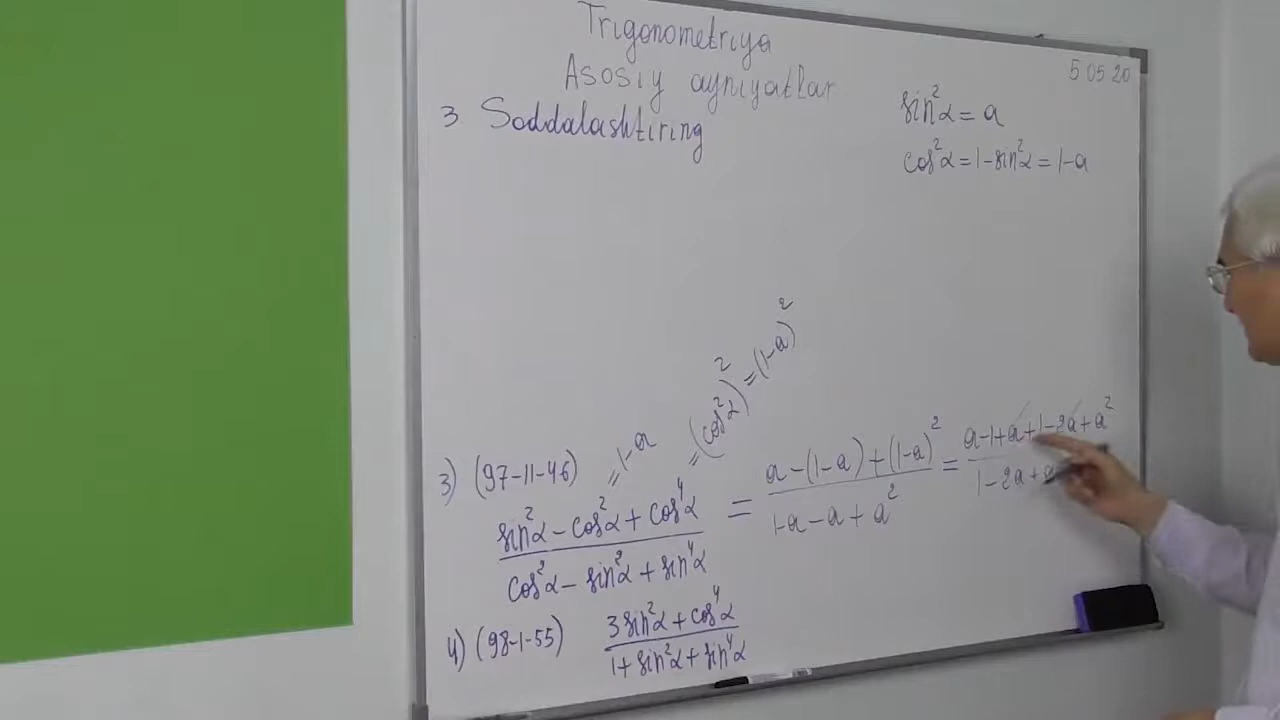 Trigonometriya
Asosiy ayniyatlar
5 05 20
3 Soddalashtiring
sin²α = a
cos²α = 1-sin²α = 1-a
3) (97-11-46)
= 1-a
= (cos²α)² = (1-a)²
sin²α - cos²α + cos⁴α
cos²α - sin²α + sin⁴α
=
a-(1-a)+(1-a)²
1-a-a+a²
=
a-1+a+1-2a+a²
1-2a+
4) (98-1-55)
3sin²α + cos⁴α
1+sin²α+sin⁴α